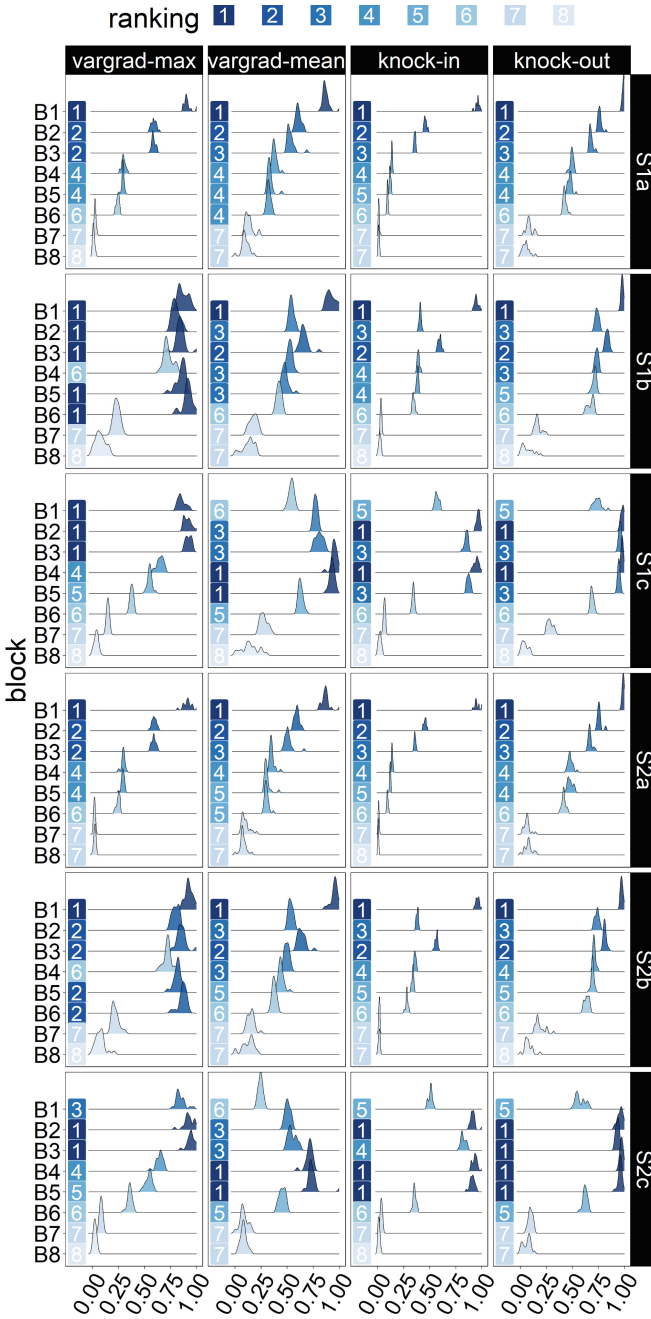 ranking 1 2 3 4 5 6 7 8
vargrad-max vargrad-mean knock-in knock-out
B1 1 1 1 1
B2 2 2 2 2
B3 2 3 3 3
B4 4 4 4 4
B5 4 4 5 4
B6 6 4 6 6
B7 7 7 7 7
B8 8 7 7 7
S1a
B1 1 1 1 1
B2 1 3 3 3
B3 1 2 2 2
B4 6 3 4 3
B5 1 3 4 5
B6 1 6 6 6
B7 7 7 7 7
B8 8 7 8 8
S1b
B1 1 6 5 5
B2 1 3 1 1
B3 1 3 3 3
B4 4 1 1 1
B5 5 1 3 3
B6 6 5 6 6
B7 7 7 7 7
B8 8 8 8 8
S1c
block
B1 1 1 1 1
B2 2 2 2 2
B3 2 3 3 3
B4 4 4 4 4
B5 4 5 5 4
B6 6 5 6 6
B7 7 7 7 7
B8 7 7 8 7
S2a
B1 1 1 1 1
B2 2 3 3 3
B3 2 2 2 2
B4 6 3 4 4
B5 2 5 5 5
B6 2 6 6 6
B7 7 7 7 7
B8 8 7 7 8
S2b
B1 3 6 5 5
B2 1 3 1 1
B3 1 3 4 1
B4 4 1 1 1
B5 5 1 1 1
B6 6 5 6 5
B7 7 7 7 7
B8 8 7 8 7
S2c
0.00 0.25 0.50 0.75 1.00 0.00 0.25 0.50 0.75 1.00 0.00 0.25 0.50 0.75 1.00 0.00 0.25 0.50 0.75 1.00